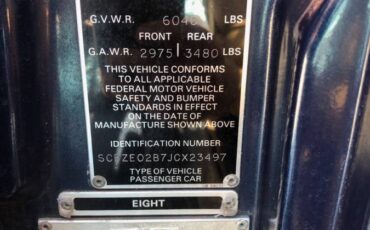 G.V.W.R. LBS
FRONT REAR
G.A.W.R. 2975 3480 LBS
THIS VEHICLE CONFORMS
TO ALL APPLICABLE
FEDERAL MOTOR VEHICLE
SAFETY AND BUMPER
STANDARDS IN EFFECT
ON THE DATE OF
MANUFACTURE SHOWN ABOVE
IDENTIFICATION NUMBER
SCBZE02B7JCX23497
TYPE OF VEHICLE
PASSENGER CAR
EIGHT